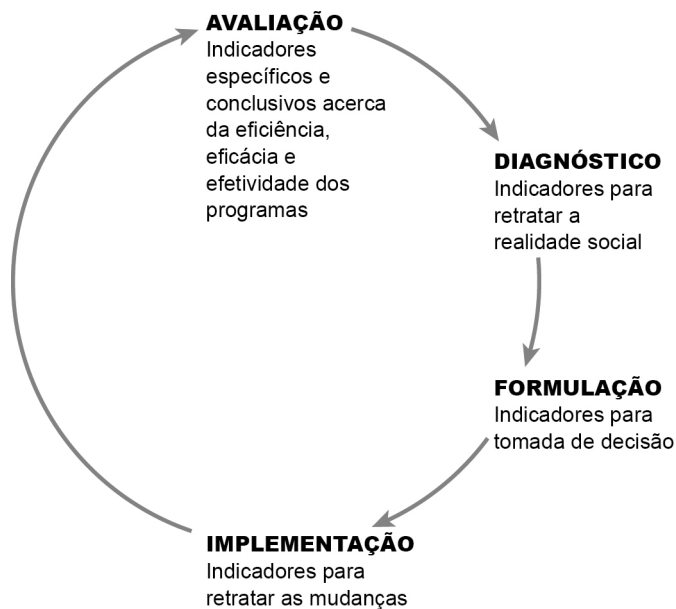 AVALIAÇÃO
Indicadores
específicos e
conclusivos acerca
da eficiência,
eficácia e
efetividade dos
programas
DIAGNÓSTICO
Indicadores para
retratar a
realidade social
FORMULAÇÃO
Indicadores para
tomada de decisão
IMPLEMENTAÇÃO
Indicadores para
retratar as mudanças